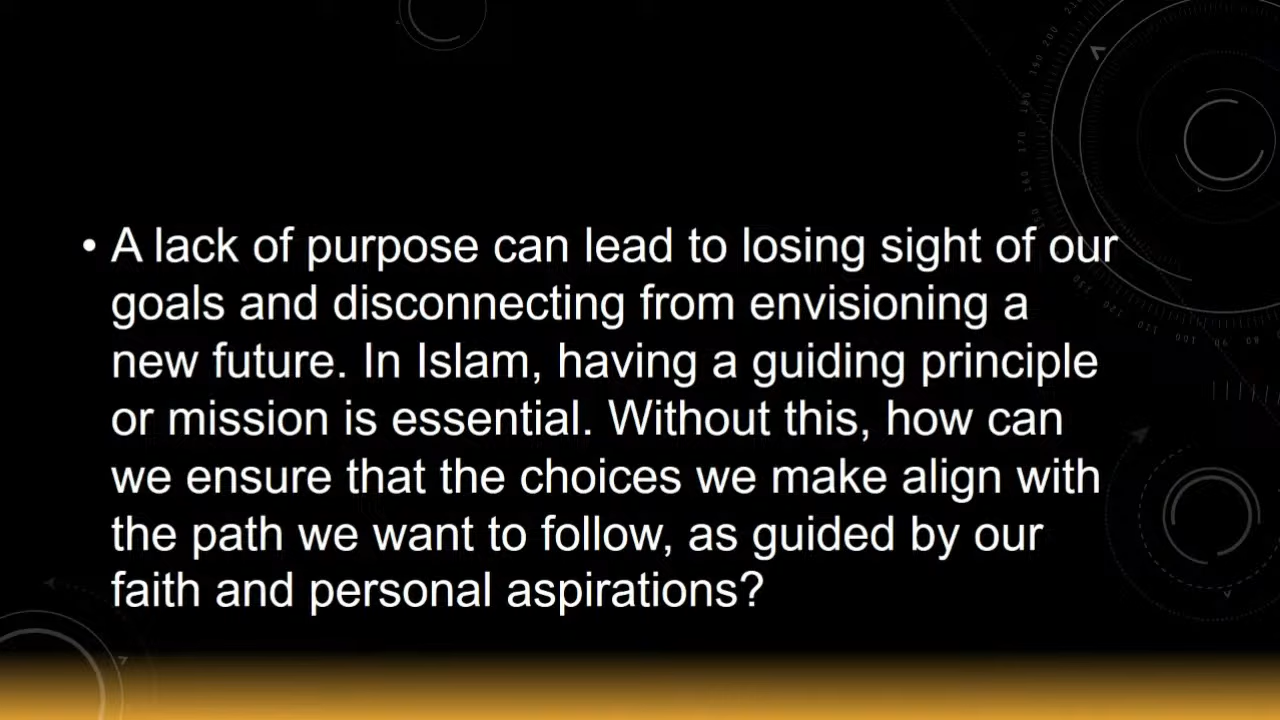 • A lack of purpose can lead to losing sight of our
goals and disconnecting from envisioning a
new future. In Islam, having a guiding principle
or mission is essential. Without this, how can
we ensure that the choices we make align with
the path we want to follow, as guided by our
faith and personal aspirations?